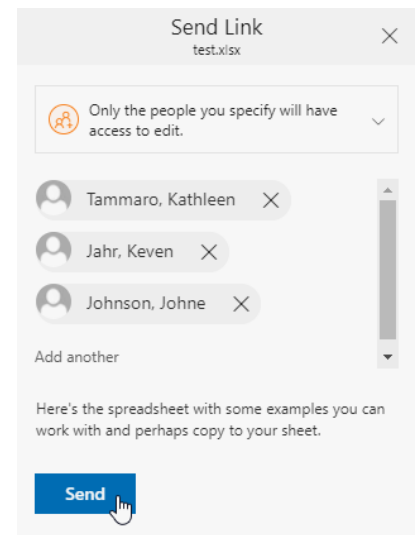 Send Link
test.xlsx
Only the people you specify will have
access to edit.
Tammaro, Kathleen
Jahr, Keven
Johnson, Johne
Add another
Here's the spreadsheet with some examples you can
work with and perhaps copy to your sheet.
Send